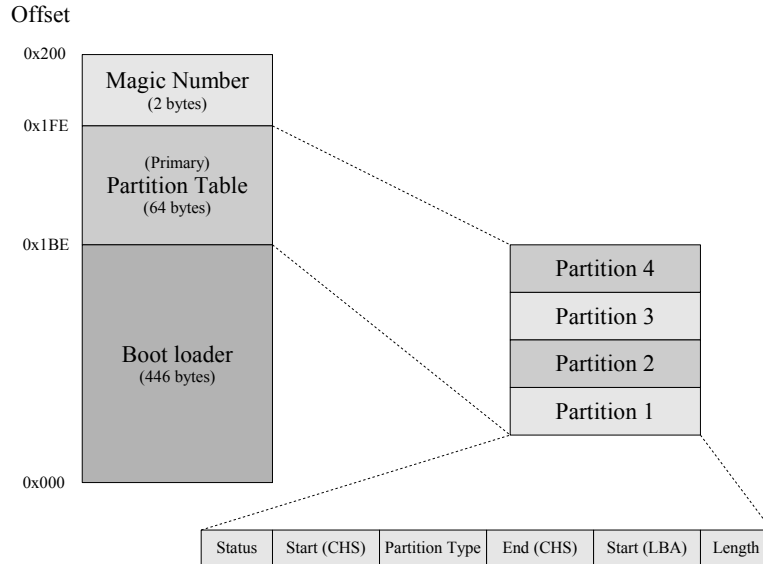 Offset
0x200
Magic Number
(2 bytes)
0x1FE
(Primary)
Partition Table
(64 bytes)
0x1BE
Boot loader
(446 bytes)
0x000
Partition 4
Partition 3
Partition 2
Partition 1
Status Start (CHS) Partition Type End (CHS) Start (LBA) Length